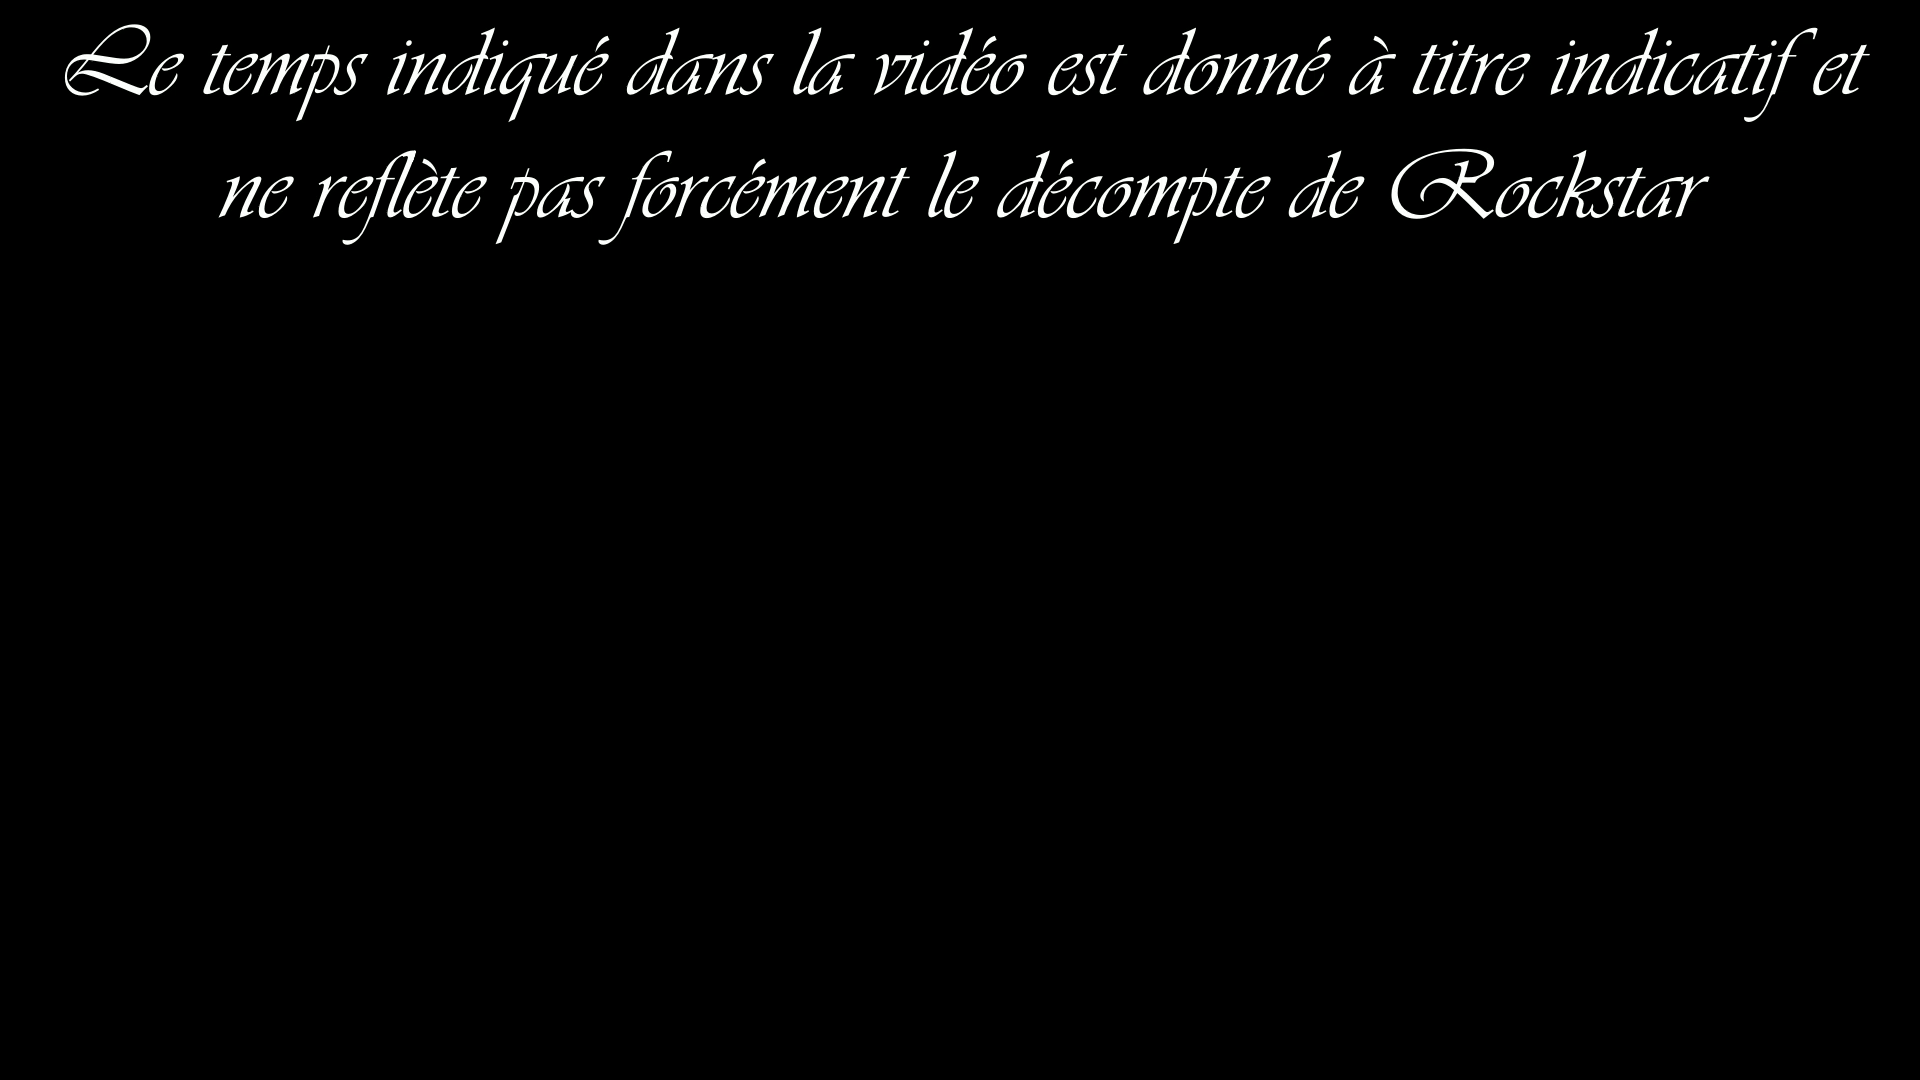 Le temps indiqué dans la vidéo est donné à titre indicatif et
ne reflète pas forcément le décompte de Rockstar